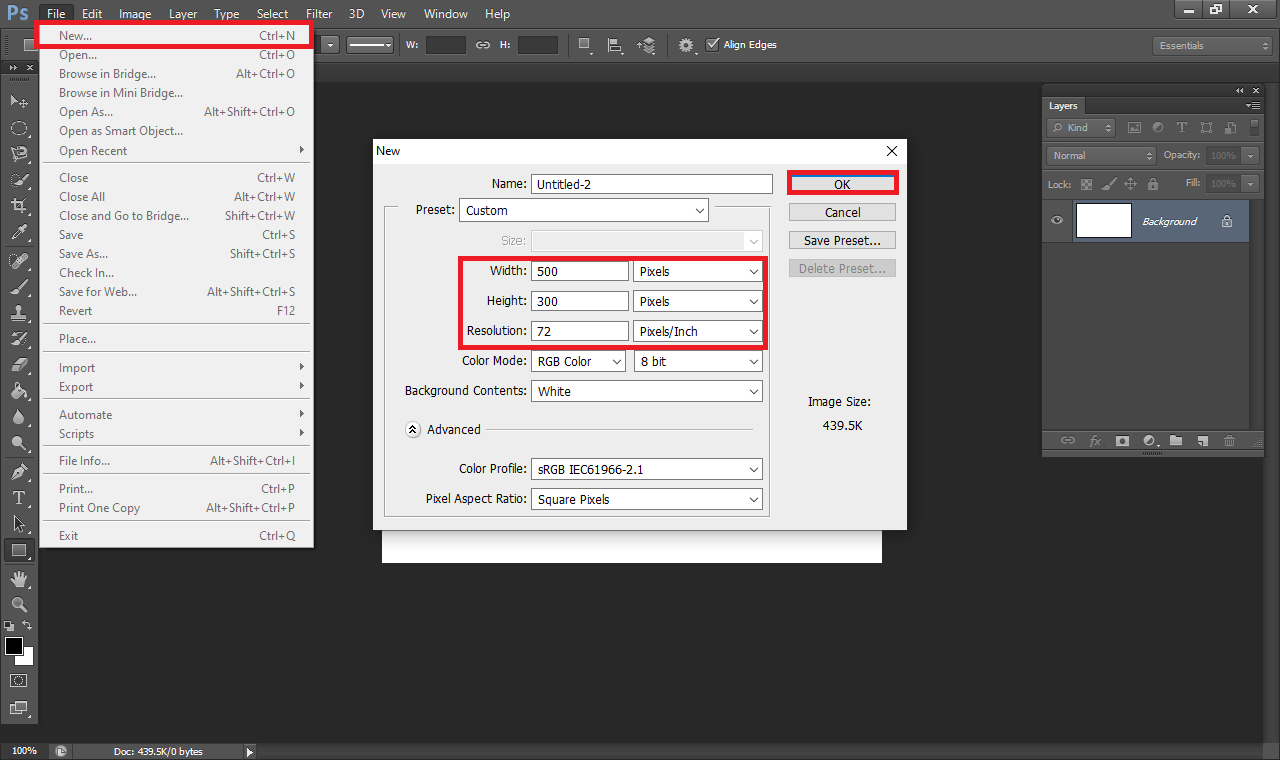 Ps File Edit Image Layer Type Select Filter 3D View Window Help
W: H: Align Edges Essentials
New... Ctrl+N
Open... Ctrl+O
Browse in Bridge... Alt+Ctrl+O
Browse in Mini Bridge...
Open As... Alt+Shift+Ctrl+O
Open as Smart Object...
Open Recent
Close Ctrl+W
Close All Alt+Ctrl+W
Close and Go to Bridge... Shift+Ctrl+W
Save Ctrl+S
Save As... Shift+Ctrl+S
Check In...
Save for Web... Alt+Shift+Ctrl+S
Revert F12
Place...
Import
Export
Automate
Scripts
File Info... Alt+Shift+Ctrl+I
Print... Ctrl+P
Print One Copy Alt+Shift+Ctrl+P
Exit Ctrl+Q
New
Name: Untitled-2
Preset: Custom
Size:
Width: 500 Pixels
Height: 300 Pixels
Resolution: 72 Pixels/Inch
Color Mode: RGB Color 8 bit
Background Contents: White
Advanced
Color Profile: sRGB IEC61966-2.1
Pixel Aspect Ratio: Square Pixels
OK
Cancel
Save Preset...
Delete Preset...
Image Size:
439.5K
Layers
Kind
Normal Opacity: 100%
Lock: Fill: 100%
Background
fx
100% Doc: 439.5K/0 bytes